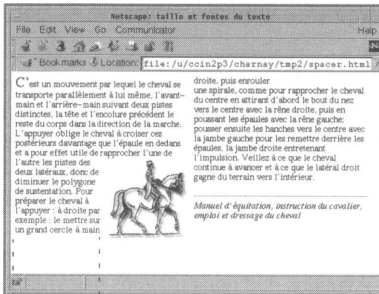 Netscape: taille et fontes du texte
File Edit View Go Communicator Help
Bookmarks Location: file:/u/ccin2p3/charnay/tmp2/spacer.html
C'est un mouvement par lequel le cheval se
transporte parallèlement à lui même, l'avant-
main et l'arrière-main suivant deux pistes
distinctes, la tête et l'encolure précèdent le
reste du corps dans la direction de la marche.
L'appuyer oblige le cheval à croiser ces
postérieurs davantage que l'épaule en dedans
et a pour effet utile de rapprocher l'une de
l'autre les pistes des
deux latéraux, donc de
diminuer le polygone
de sustentation. Pour
préparer le cheval à
l'appuyer : à droite par
exemple : le mettre sur
un grand cercle à main
droite, puis enrouler
une spirale, comme pour rapprocher le cheval
du centre en attirant d'abord le bout du nez
vers le centre avec la rêne droite, puis en
poussant les épaules avec la rêne gauche;
pousser ensuite les hanches vers le centre avec
la jambe gauche pour les remettre derrière les
épaules, la jambe droite entretenant
l'impulsion. Veillez à ce que le cheval
continue à avancer et à ce que le latéral droit
gagne du terrain vers l'intérieur.
Manuel d'équitation, instruction du cavalier,
emploi et dressage du cheval